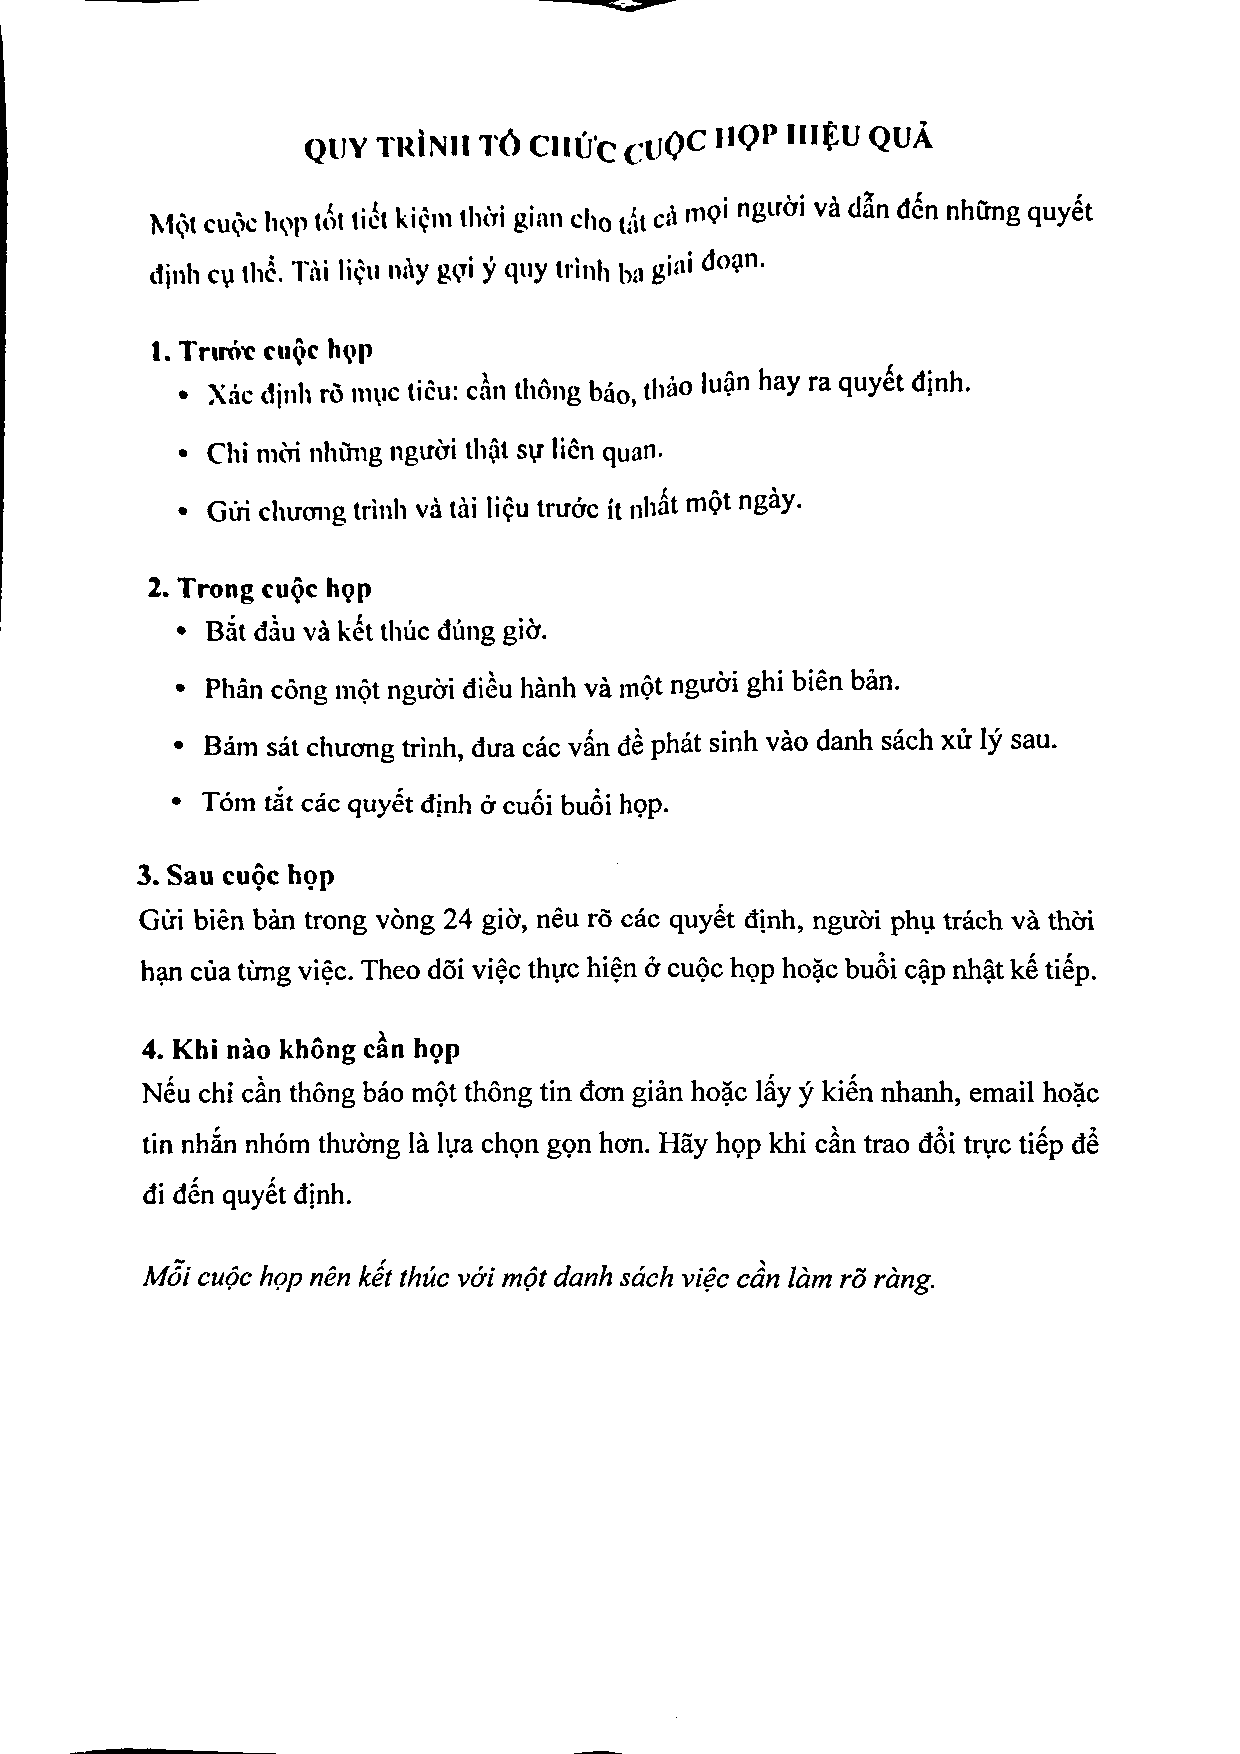 QUY TRÌNH TỔ CHỨC CUỘC HỌP HIỆU QUẢ
Một cuộc họp tốt tiết kiệm thời gian cho tất cả mọi người và dẫn đến những quyết
định cụ thể. Tài liệu này gợi ý quy trình ba giai đoạn.
1. Trước cuộc họp
• Xác định rõ mục tiêu: cần thông báo, thảo luận hay ra quyết định.
• Chỉ mời những người thật sự liên quan.
• Gửi chương trình và tài liệu trước ít nhất một ngày.
2. Trong cuộc họp
• Bắt đầu và kết thúc đúng giờ.
• Phân công một người điều hành và một người ghi biên bản.
• Bám sát chương trình, đưa các vấn đề phát sinh vào danh sách xử lý sau.
• Tóm tắt các quyết định ở cuối buổi họp.
3. Sau cuộc họp
Gửi biên bản trong vòng 24 giờ, nêu rõ các quyết định, người phụ trách và thời
hạn của từng việc. Theo dõi việc thực hiện ở cuộc họp hoặc buổi cập nhật kế tiếp.
4. Khi nào không cần họp
Nếu chỉ cần thông báo một thông tin đơn giản hoặc lấy ý kiến nhanh, email hoặc
tin nhắn nhóm thường là lựa chọn gọn hơn. Hãy họp khi cần trao đổi trực tiếp để
đi đến quyết định.
Mỗi cuộc họp nên kết thúc với một danh sách việc cần làm rõ ràng.